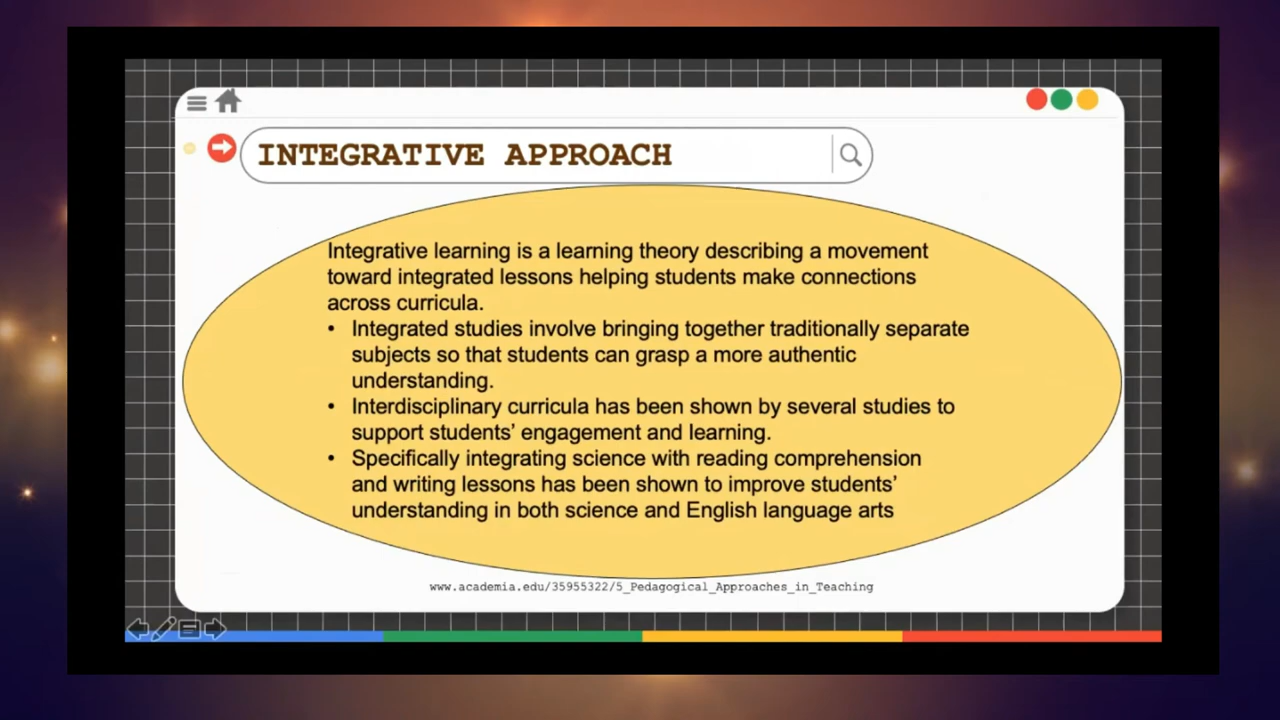 INTEGRATIVE APPROACH
Integrative learning is a learning theory describing a movement
toward integrated lessons helping students make connections
across curricula.
• Integrated studies involve bringing together traditionally separate
subjects so that students can grasp a more authentic
understanding.
• Interdisciplinary curricula has been shown by several studies to
support students’ engagement and learning.
• Specifically integrating science with reading comprehension
and writing lessons has been shown to improve students’
understanding in both science and English language arts
www.academia.edu/35955322/5_Pedagogical_Approaches_in_Teaching